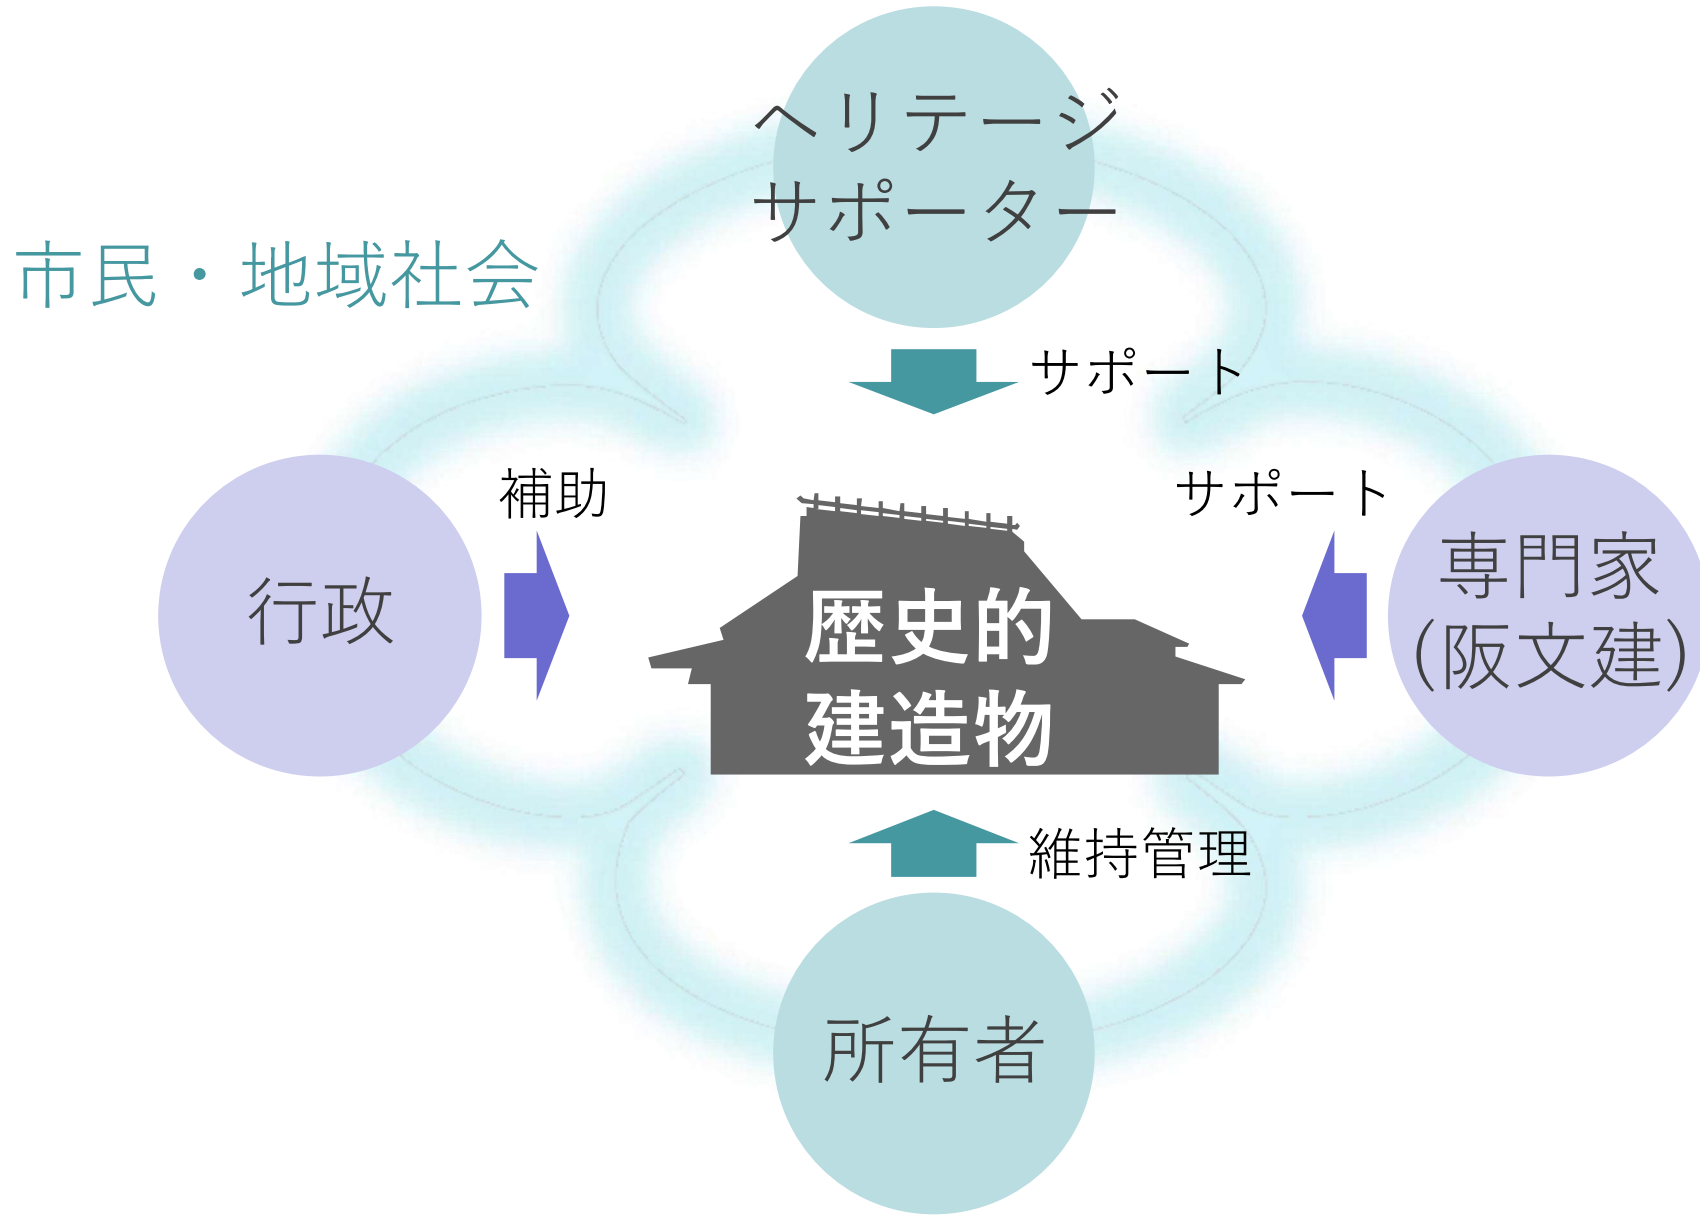 ヘリテージ
サポーター
市民・地域社会
サポート
補助
サポート
行政
専門家
(阪文建)
歴史的
建造物
維持管理
所有者